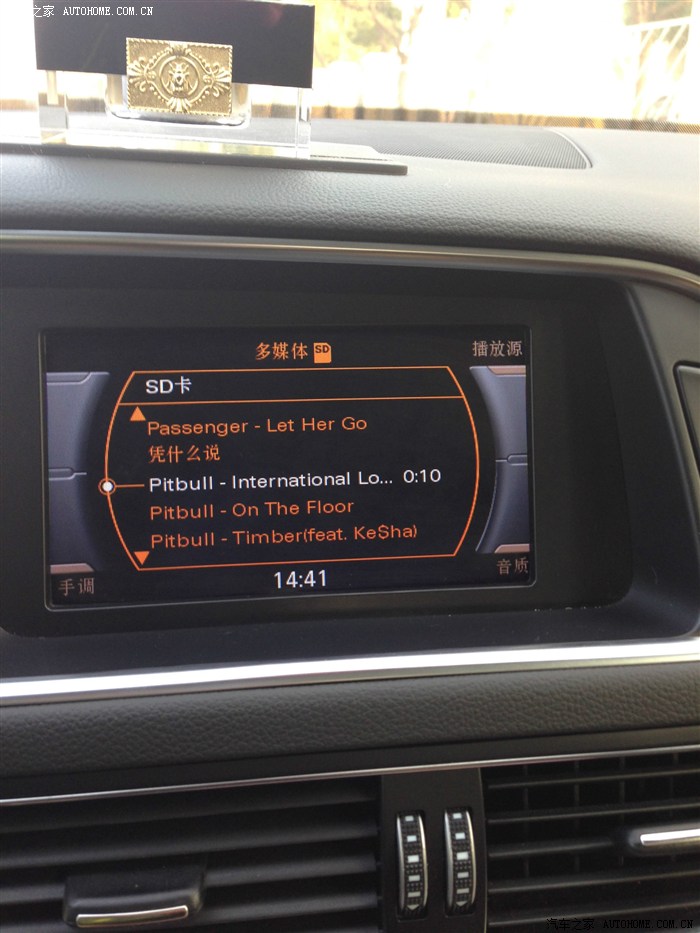 之家 AUTOHOME.COM.CN
多媒体 SD
播放源
SD卡
Passenger - Let Her Go
凭什么说
Pitbull - International Lo... 0:10
Pitbull - On The Floor
Pitbull - Timber(feat. Ke$ha)
手调
14:41
音质
汽车之家 AUTOHOME.COM.CN